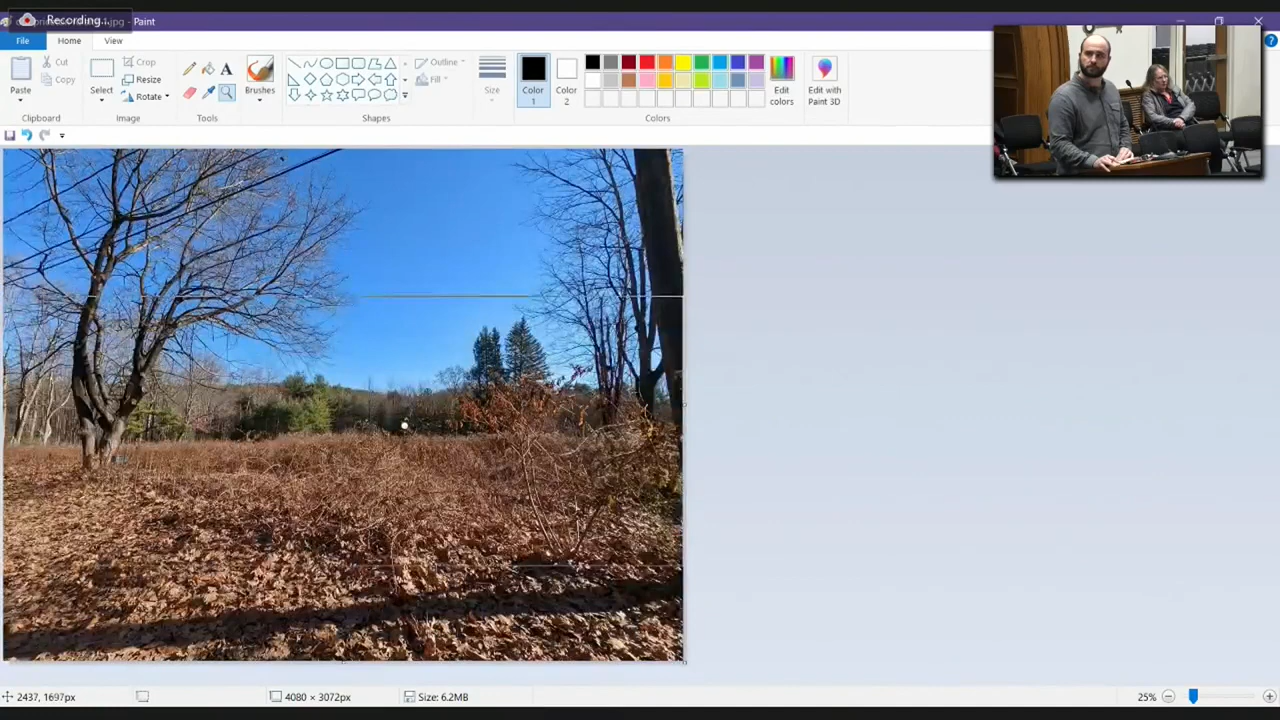 Recording...
.jpg - Paint
File
Home
View
Paste
Cut
Copy
Clipboard
Select
Crop
Resize
Rotate
Image
Tools
Brushes
Shapes
Outline
Fill
Size
Color 1
Color 2
Colors
Edit colors
Edit with Paint 3D
2437, 1697px
4080 × 3072px
Size: 6.2MB
25%